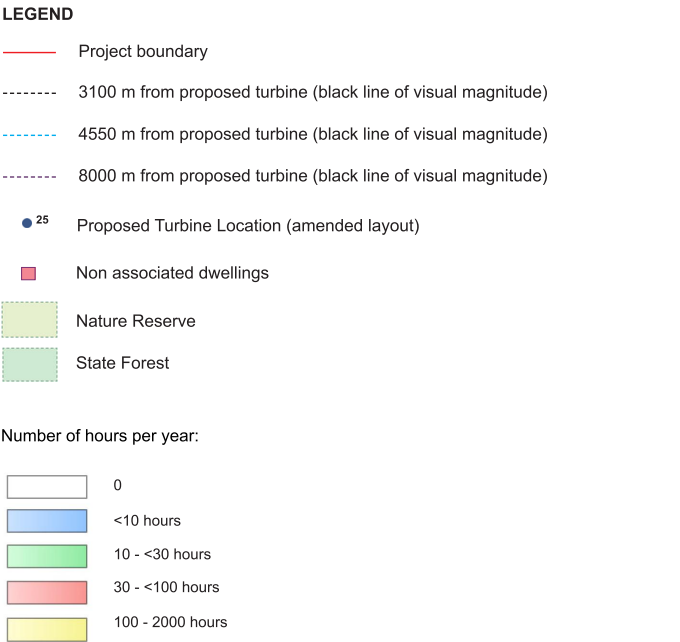 LEGEND
Project boundary
3100 m from proposed turbine (black line of visual magnitude)
4550 m from proposed turbine (black line of visual magnitude)
8000 m from proposed turbine (black line of visual magnitude)
25 Proposed Turbine Location (amended layout)
Non associated dwellings
Nature Reserve
State Forest
Number of hours per year:
0
<10 hours
10 - <30 hours
30 - <100 hours
100 - 2000 hours